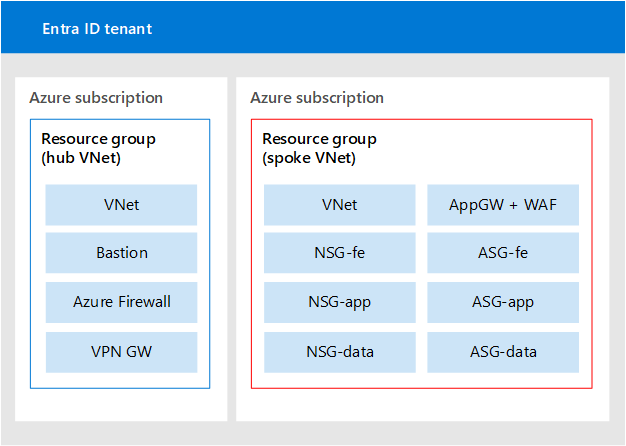 Entra ID tenant
Azure subscription
Resource group
(hub VNet)
VNet
Bastion
Azure Firewall
VPN GW
Azure subscription
Resource group
(spoke VNet)
VNet
AppGW + WAF
NSG-fe
ASG-fe
NSG-app
ASG-app
NSG-data
ASG-data